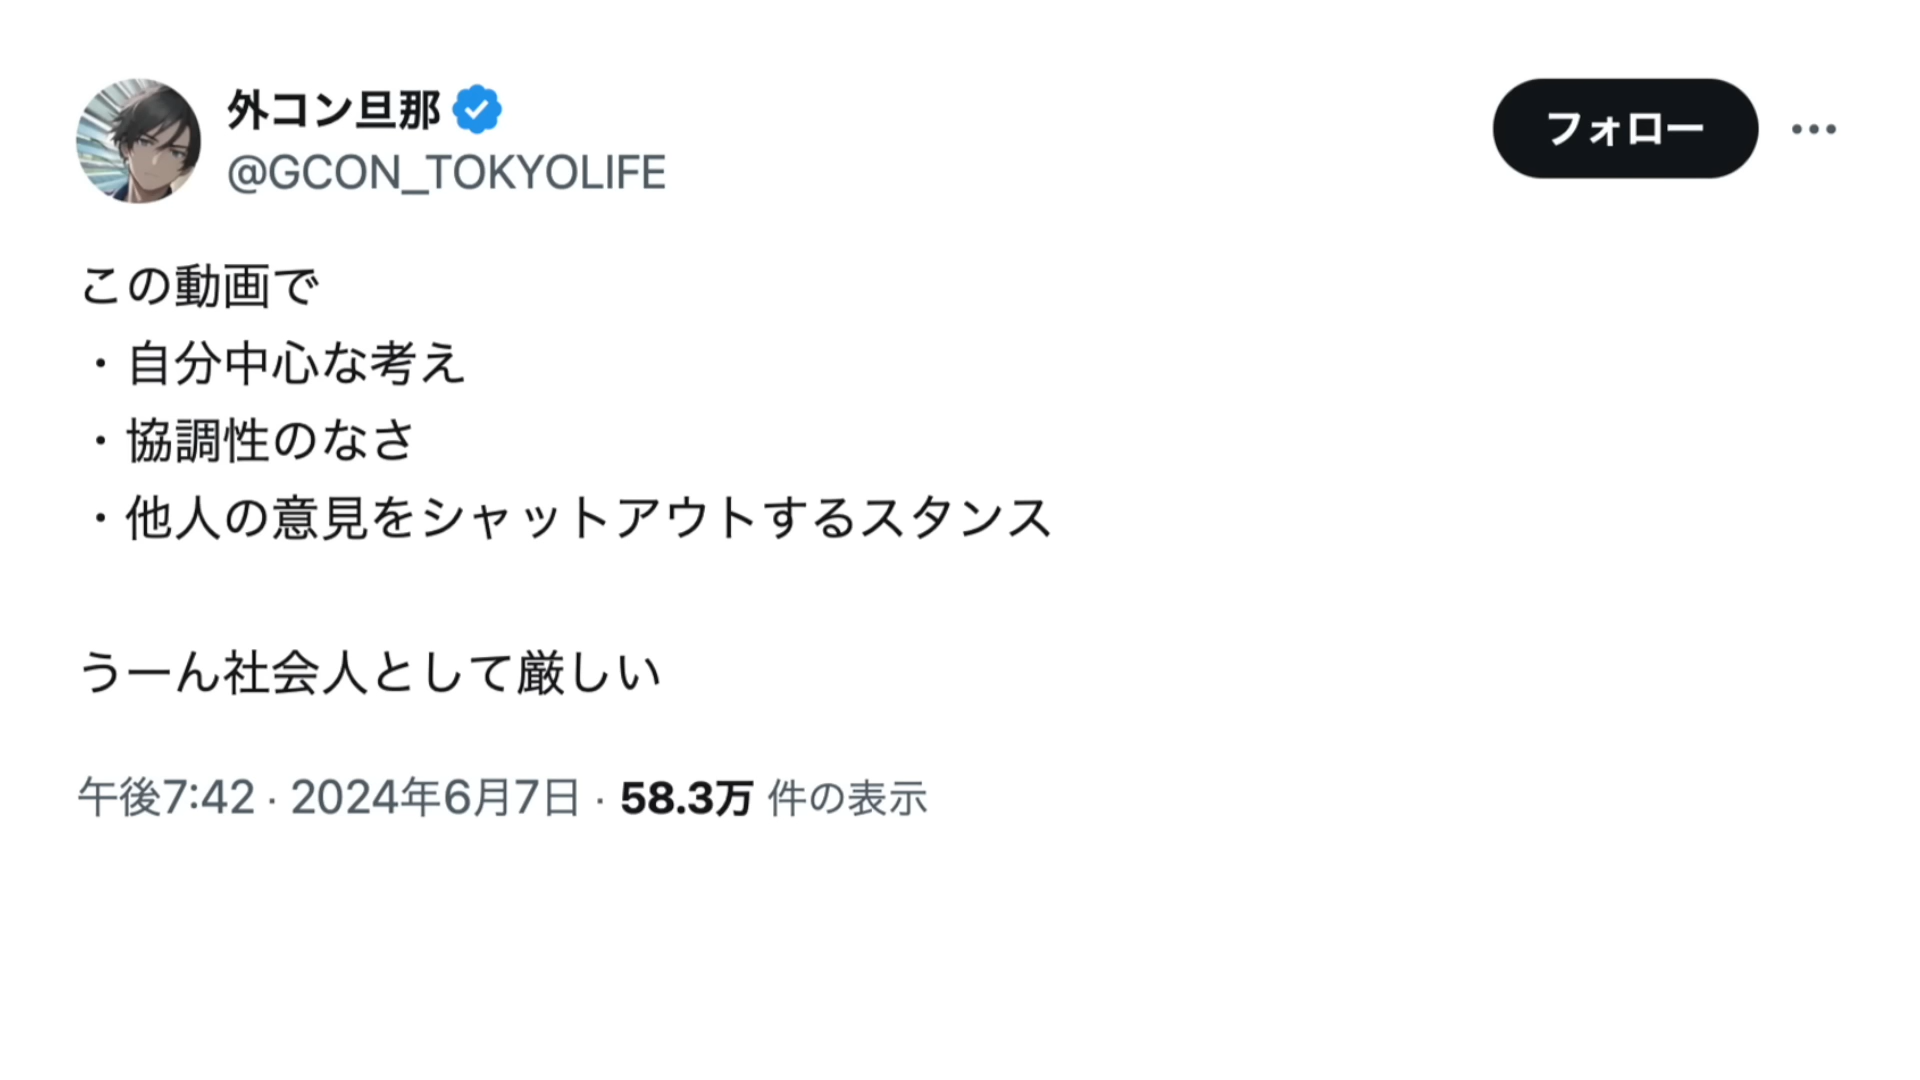 外コン旦那
@GCON_TOKYOLIFE
フォロー
この動画で
・自分中心な考え
・協調性のなさ
・他人の意見をシャットアウトするスタンス
うーん社会人として厳しい
午後7:42 · 2024年6月7日 · 58.3万 件の表示